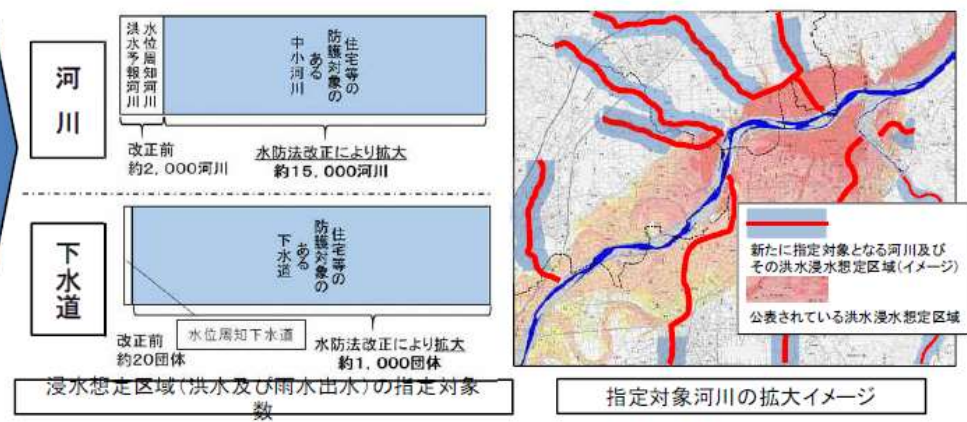 河川
洪水予報河川
水位周知河川
住宅等の
防護対象の
ある
中小河川
改正前
約2,000河川
水防法改正により拡大
約15,000河川
下水道
住宅等の
防護対象の
ある
下水道
水位周知下水道
改正前
約20団体
水防法改正により拡大
約1,000団体
浸水想定区域(洪水及び雨水出水)の指定対象
数
新たに指定対象となる河川及び
その洪水浸水想定区域(イメージ)
公表されている洪水浸水想定区域
指定対象河川の拡大イメージ